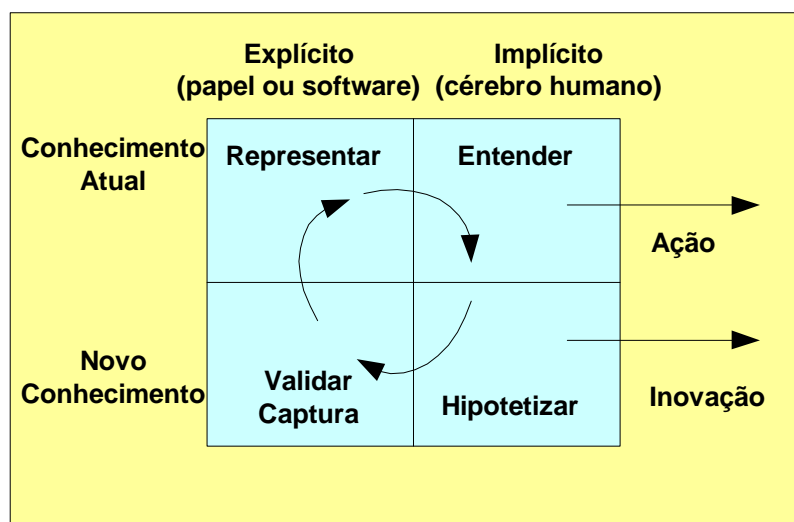 Explícito
(papel ou software)
Implícito
(cérebro humano)
Conhecimento
Atual
Representar
Entender
Ação
Novo
Conhecimento
Validar
Captura
Hipotetizar
Inovação